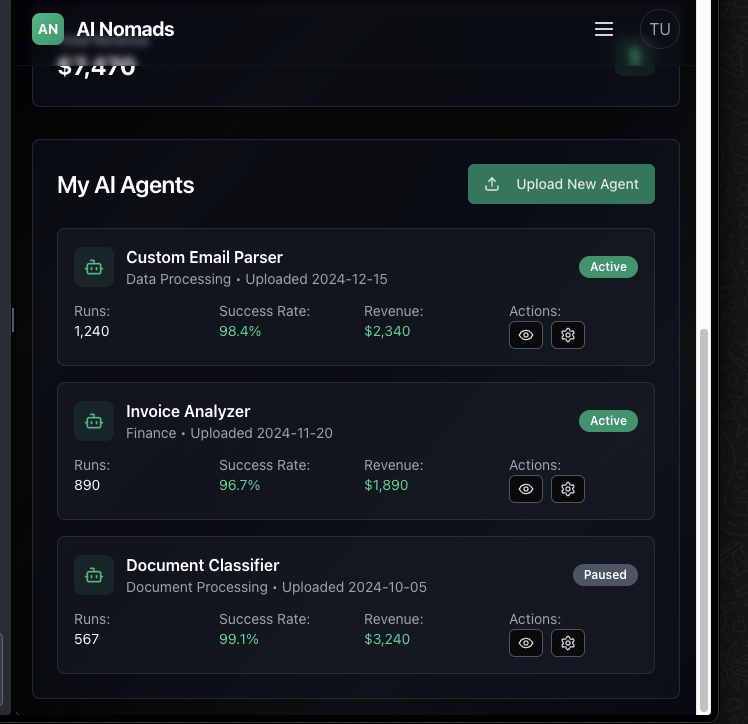 AN AI Nomads TU
$7,470
My AI Agents
Upload New Agent
Custom Email Parser
Data Processing • Uploaded 2024-12-15
Active
Runs: Success Rate: Revenue: Actions:
1,240 98.4% $2,340
Invoice Analyzer
Finance • Uploaded 2024-11-20
Active
Runs: Success Rate: Revenue: Actions:
890 96.7% $1,890
Document Classifier
Document Processing • Uploaded 2024-10-05
Paused
Runs: Success Rate: Revenue: Actions:
567 99.1% $3,240